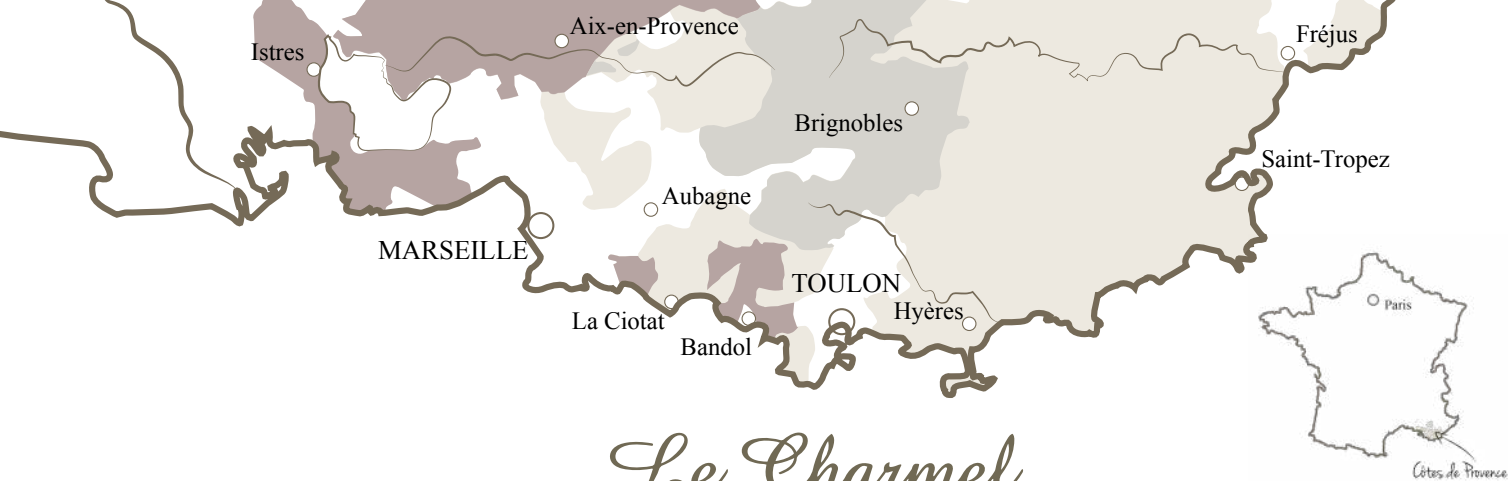 Aix-en-Provence
Fréjus
Istres
Brignobles
Saint-Tropez
Aubagne
MARSEILLE
TOULON
Hyères
Paris
La Ciotat
Bandol
Le Charmel
Côtes de Provence